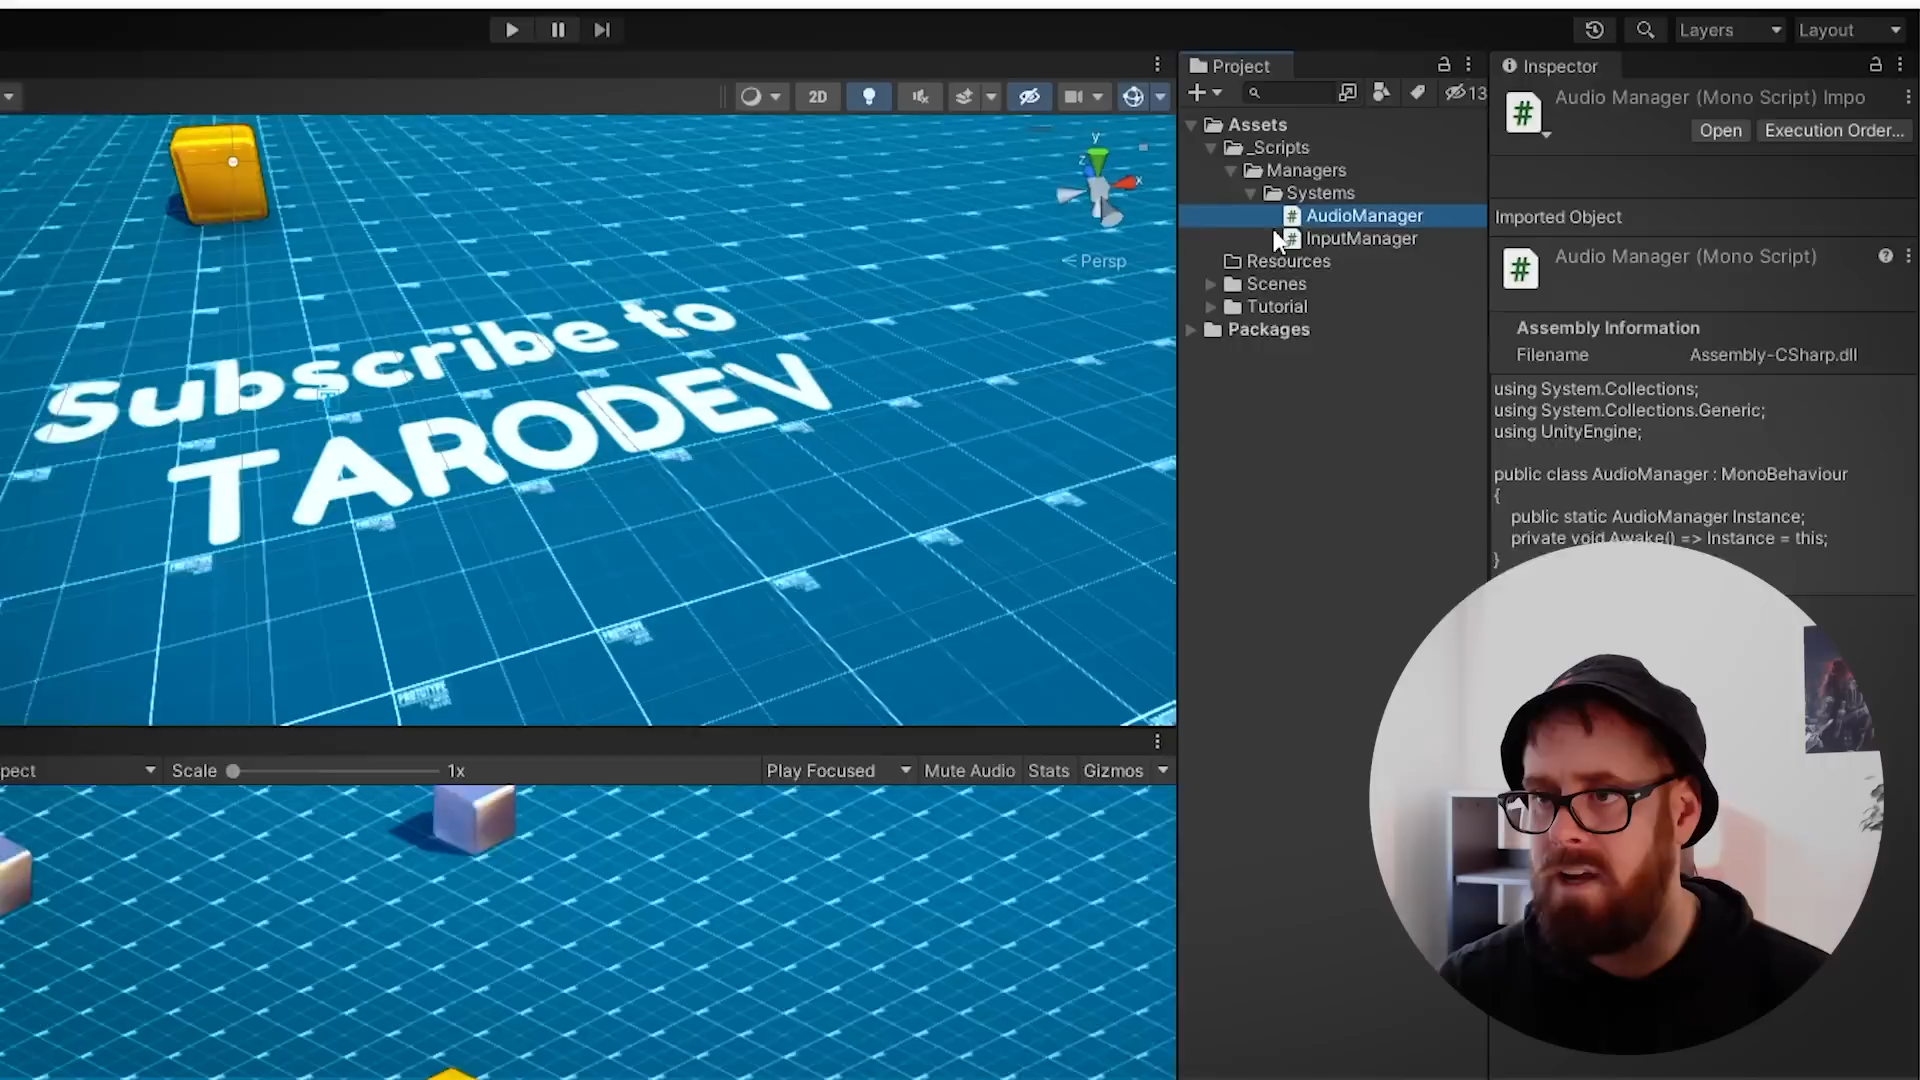 Layers
Layout
Project
Inspector
2D
13
Audio Manager (Mono Script) Impo
Open
Execution Order...
Assets
_Scripts
Managers
Systems
AudioManager
InputManager
Resources
Scenes
Tutorial
Packages
Imported Object
Audio Manager (Mono Script)
Assembly Information
Filename
Assembly-CSharp.dll
using System.Collections;
using System.Collections.Generic;
using UnityEngine;
public class AudioManager : MonoBehaviour
{
public static AudioManager Instance;
private void Awake() => Instance = this;
}
y
z
x
< Persp
Subscribe to
TARODEV
PROTOTYPE
pect
Scale
1x
Play Focused
Mute Audio
Stats
Gizmos